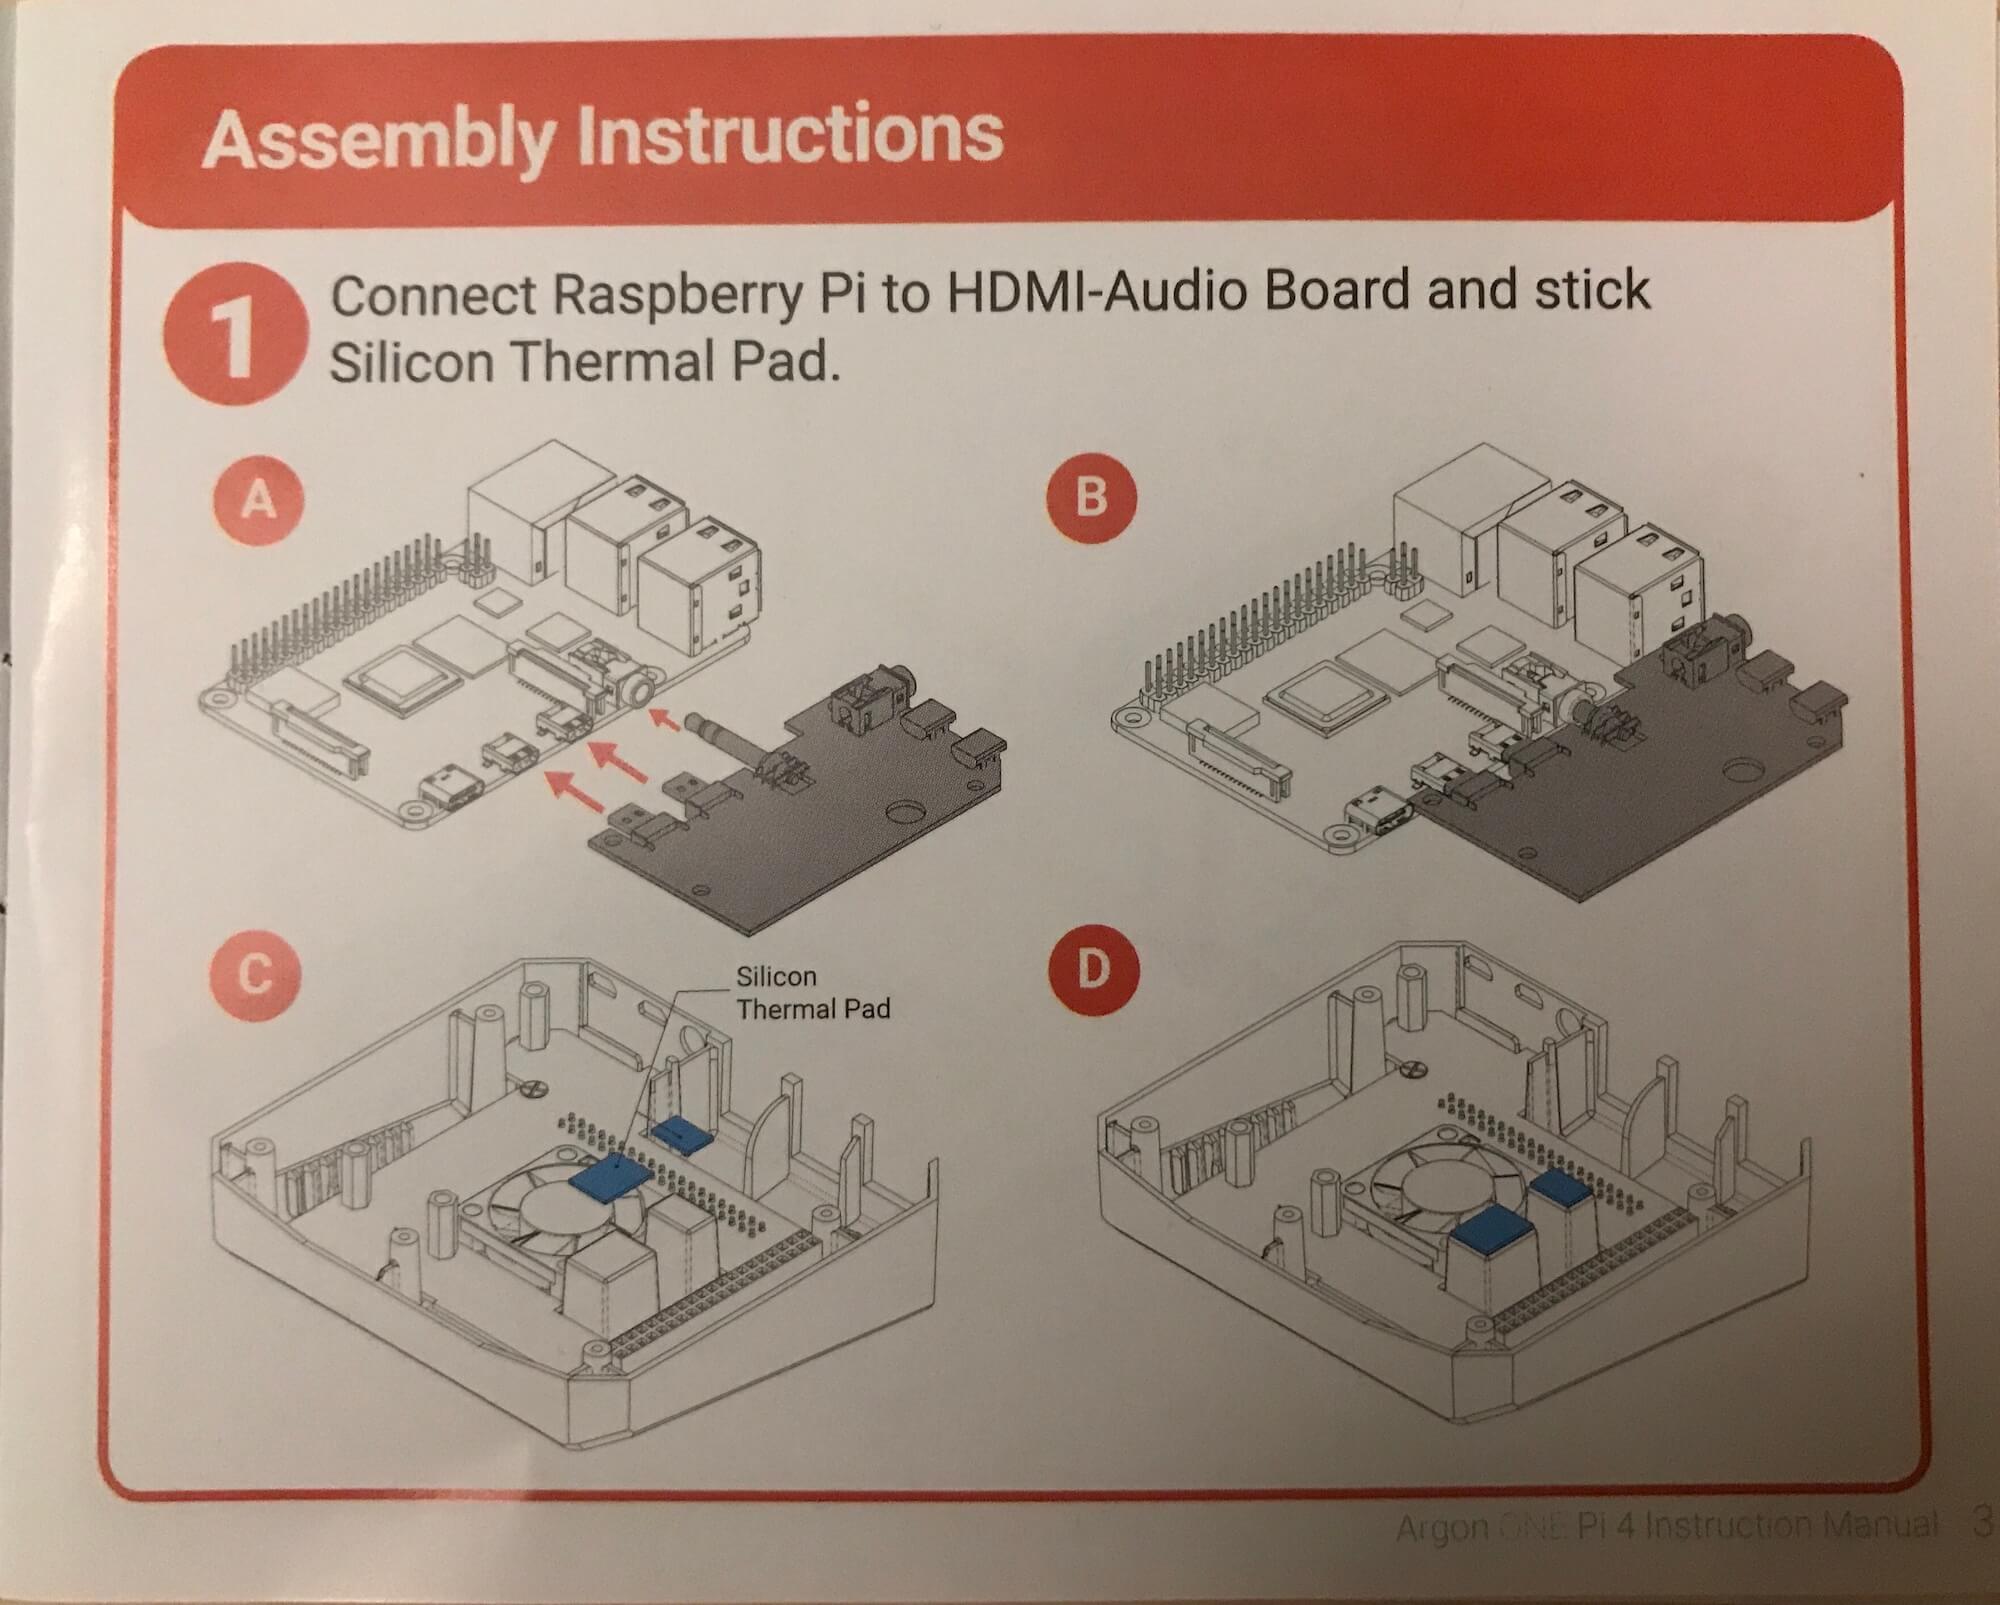 Assembly Instructions
1
Connect Raspberry Pi to HDMI-Audio Board and stick
Silicon Thermal Pad.
A
B
C
Silicon
Thermal Pad
D
Argon ONE Pi 4 Instruction Manual 3